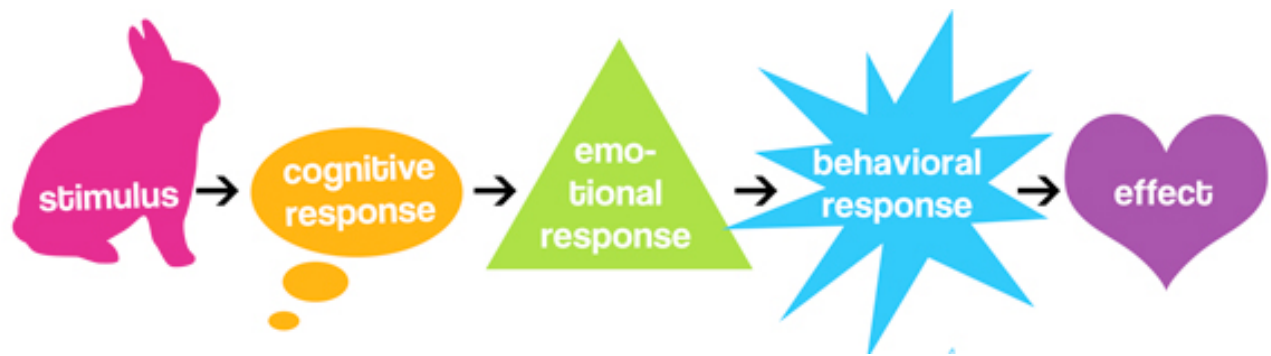 stimulus
cognitive
response
emo-
tional
response
behavioral
response
effect